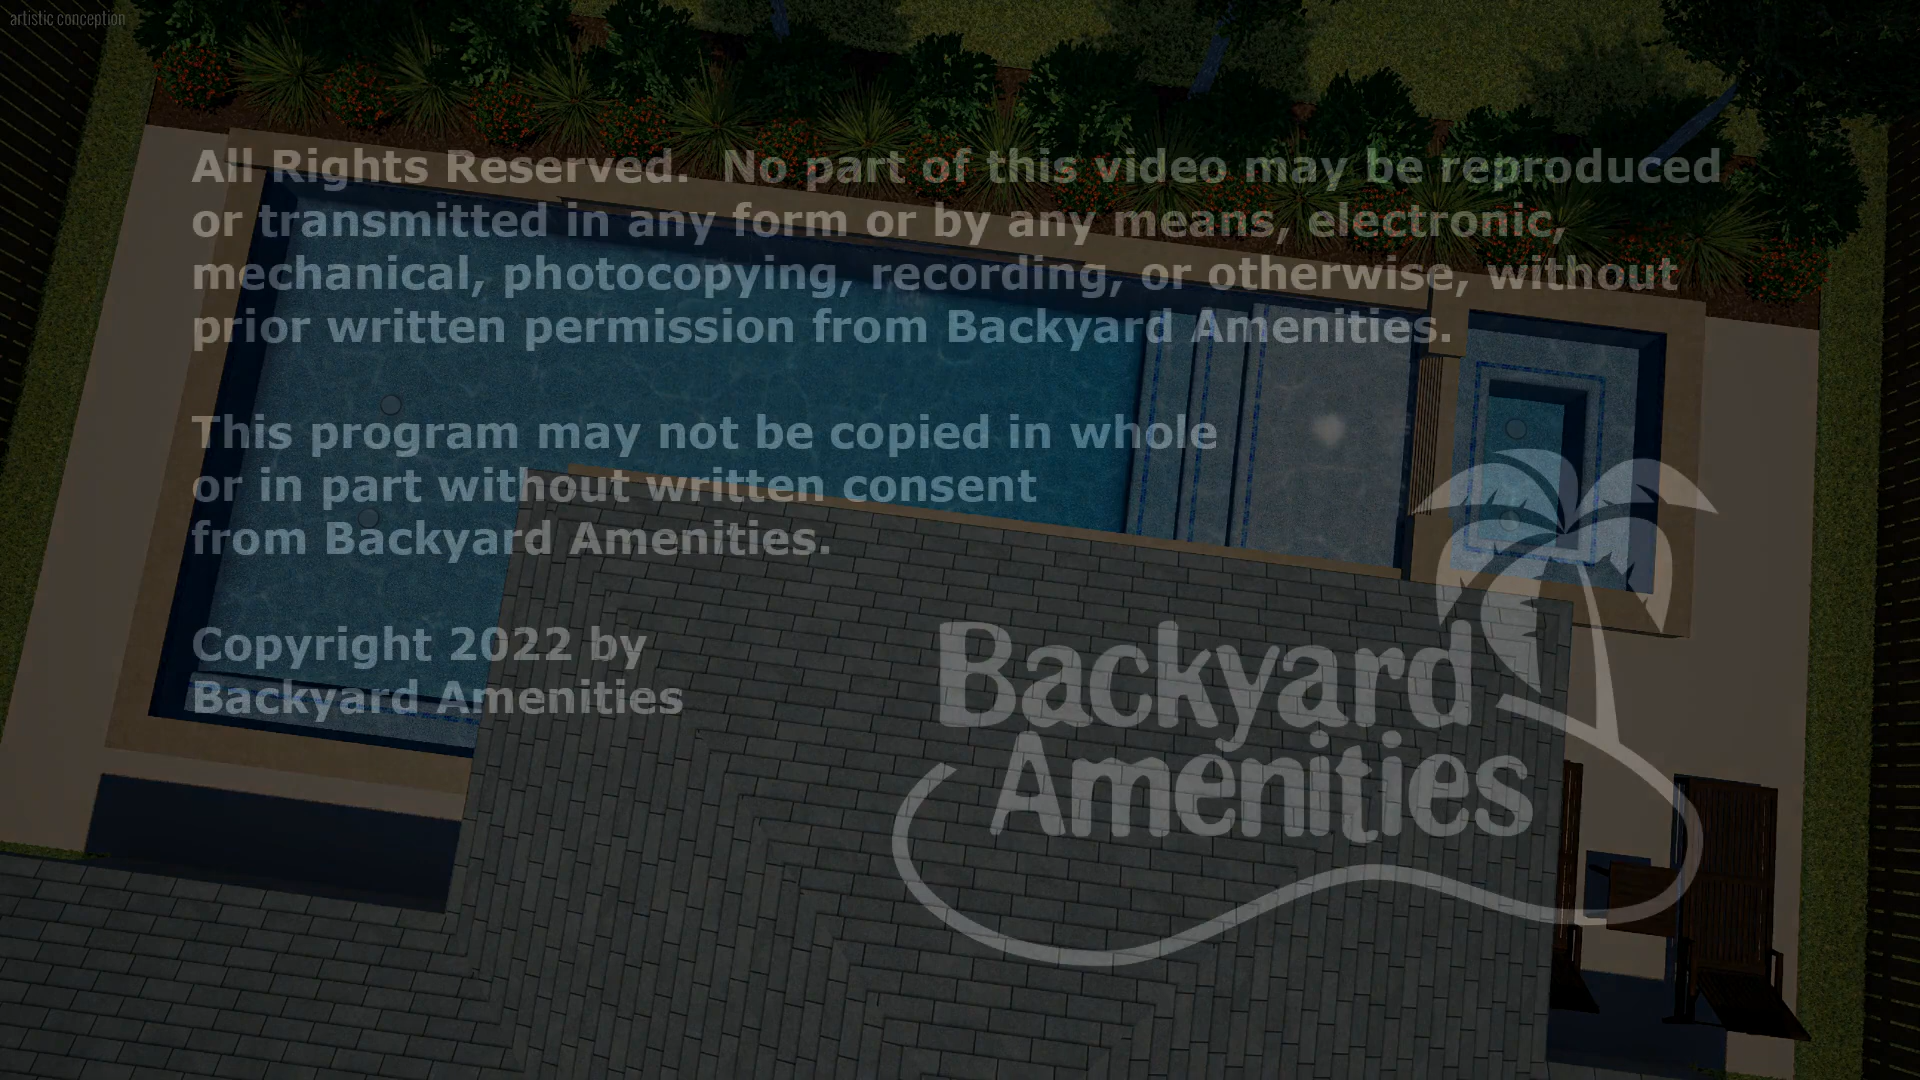 artistic conception
All Rights Reserved. No part of this video may be reproduced
or transmitted in any form or by any means, electronic,
mechanical, photocopying, recording, or otherwise, without
prior written permission from Backyard Amenities.
This program may not be copied in whole
or in part without written consent
from Backyard Amenities.
Copyright 2022 by
Backyard Amenities
Backyard
Amenities